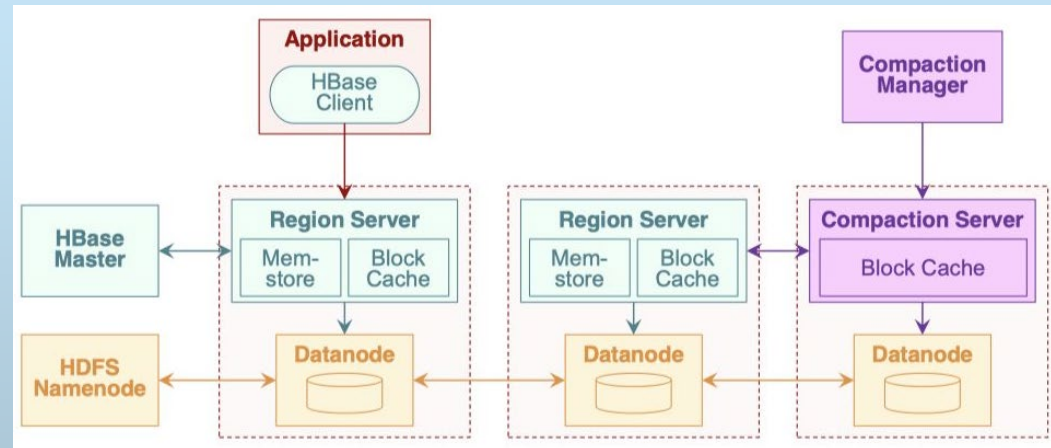 Application
HBase
Client
Compaction
Manager
HBase
Master
Region Server
Mem-
store
Block
Cache
Region Server
Mem-
store
Block
Cache
Compaction Server
Block Cache
HDFS
Namenode
Datanode
Datanode
Datanode